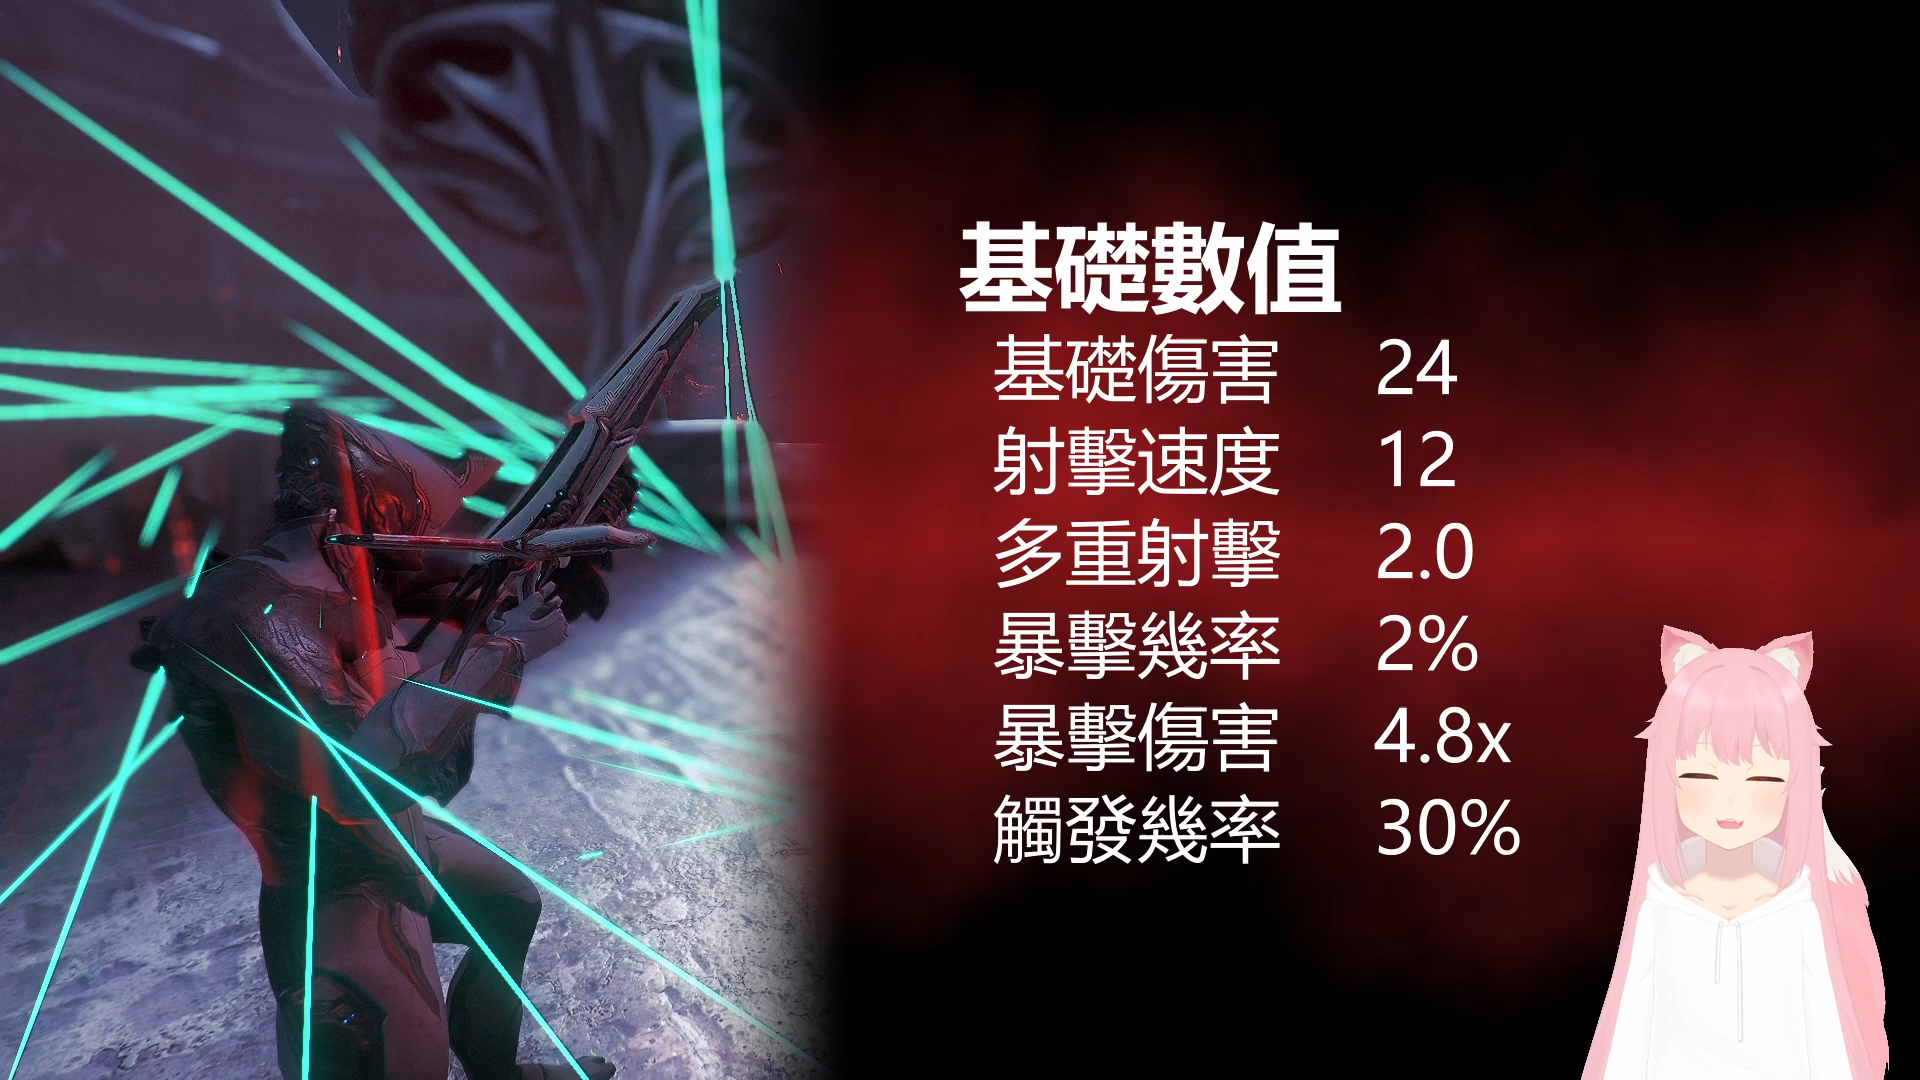 基礎數值
基礎傷害 24
射擊速度 12
多重射擊 2.0
暴擊幾率 2%
暴擊傷害 4.8x
觸發幾率 30%